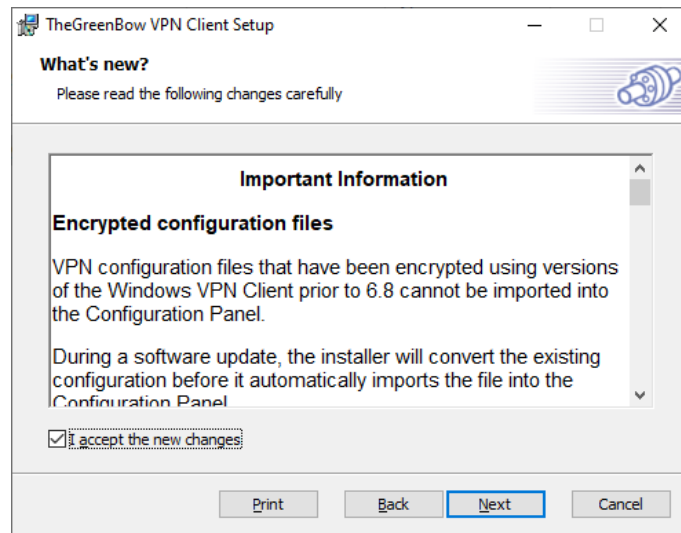 TheGreenBow VPN Client Setup
What's new?
Please read the following changes carefully
Important Information
Encrypted configuration files
VPN configuration files that have been encrypted using versions
of the Windows VPN Client prior to 6.8 cannot be imported into
the Configuration Panel.
During a software update, the installer will convert the existing
configuration before it automatically imports the file into the
Configuration Panel
I accept the new changes
Print Back Next Cancel